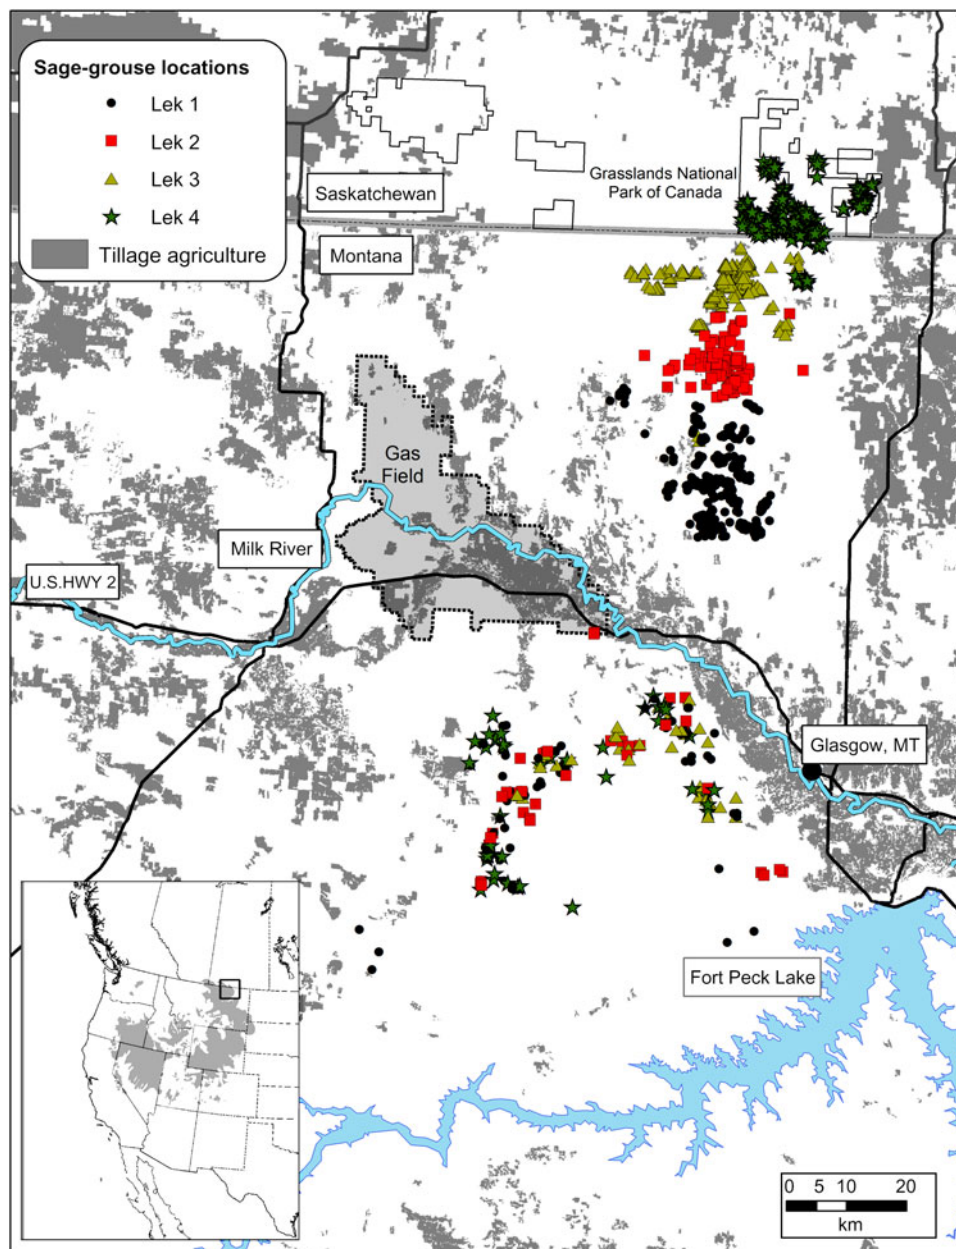 Sage-grouse locations
Lek 1
Lek 2
Lek 3
Lek 4
Tillage agriculture
Grasslands National
Park of Canada
Saskatchewan
Montana
Gas
Field
Milk River
U.S.HWY 2
Glasgow, MT
Fort Peck Lake
0 5 10 20
km